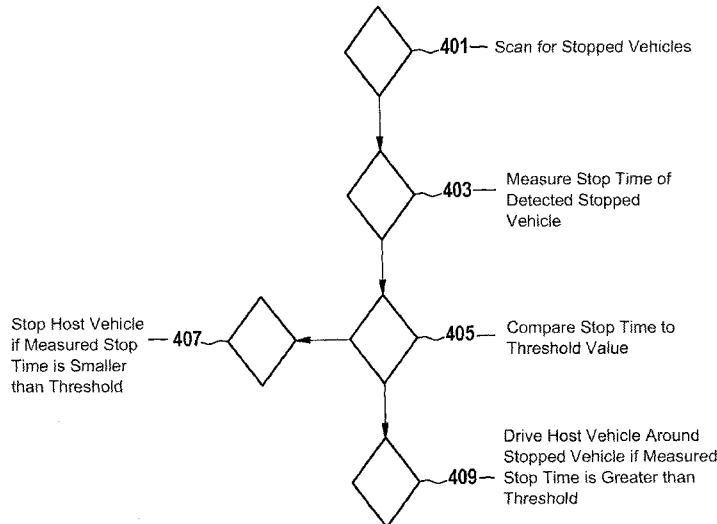 401 Scan for Stopped Vehicles
403 Measure Stop Time of
Detected Stopped
Vehicle
Stop Host Vehicle
if Measured Stop
Time is Smaller
than Threshold
407
405 Compare Stop Time to
Threshold Value
409 Drive Host Vehicle Around
Stopped Vehicle if Measured
Stop Time is Greater than
Threshold